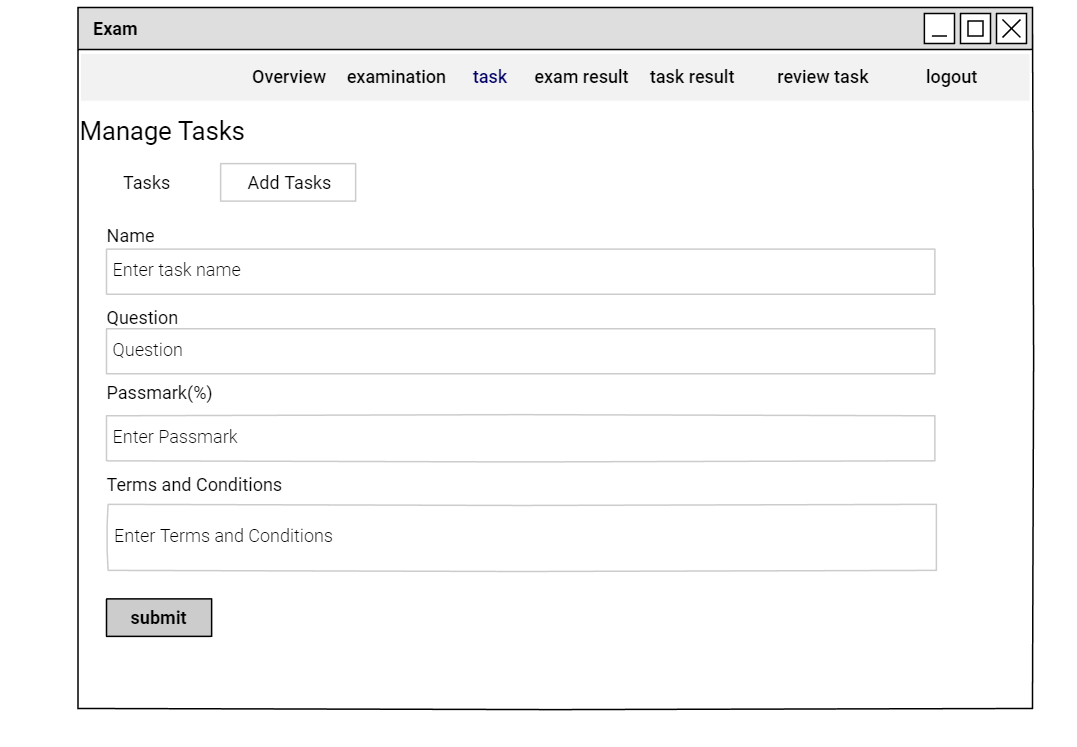 Exam
Overview examination task exam result task result review task logout
Manage Tasks
Tasks Add Tasks
Name
Enter task name
Question
Question
Passmark(%)
Enter Passmark
Terms and Conditions
Enter Terms and Conditions
submit